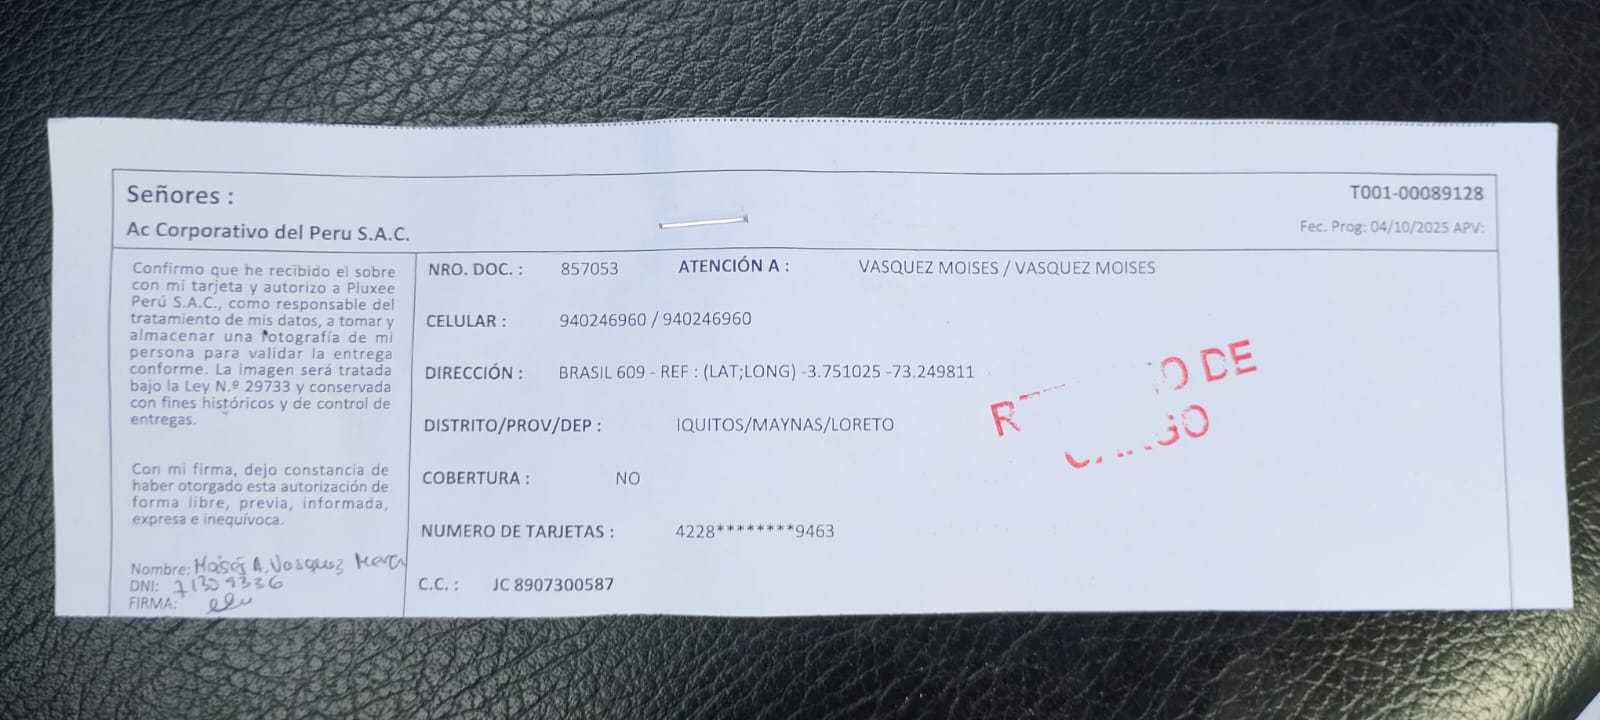 Señores :
T001-00089128
Ac Corporativo del Peru S.A.C.
Fec. Prog: 04/10/2025 APV:
Confirmo que he recibido el sobre
con mi tarjeta y autorizo a Pluxee
Perú S.A.C., como responsable del
tratamiento de mis datos, a tomar y
almacenar una fotografía de mi
persona para validar la entrega
conforme. La imagen será tratada
bajo la Ley N.º 29733 y conservada
con fines históricos y de control de
entregas.
Con mi firma, dejo constancia de
haber otorgado esta autorización de
forma libre, previa, informada,
expresa e inequívoca.
Nombre: Moisés A. Vasquez
DNI: 71309336
FIRMA:
NRO. DOC. : 857053 ATENCIÓN A : VASQUEZ MOISES / VASQUEZ MOISES
CELULAR : 940246960 / 940246960
DIRECCIÓN : BRASIL 609 - REF : (LAT;LONG) -3.751025 -73.249811
DISTRITO/PROV/DEP : IQUITOS/MAYNAS/LORETO
COBERTURA : NO
NUMERO DE TARJETAS : 4228********9463
C.C. : JC 8907300587
DE